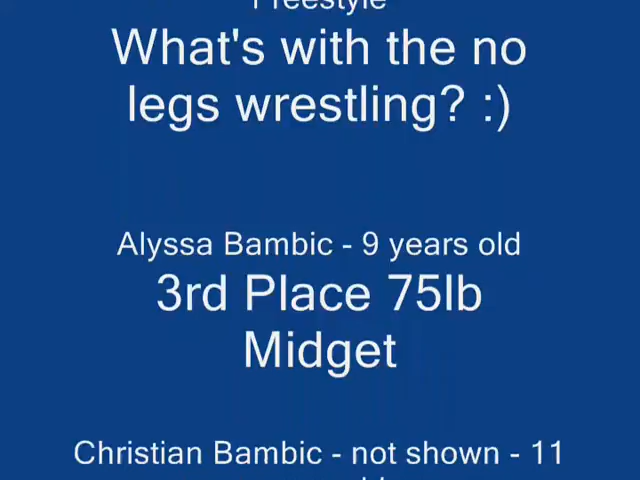 Freestyle
What's with the no
legs wrestling? :)
Alyssa Bambic - 9 years old
3rd Place 75lb
Midget
Christian Bambic - not shown - 11